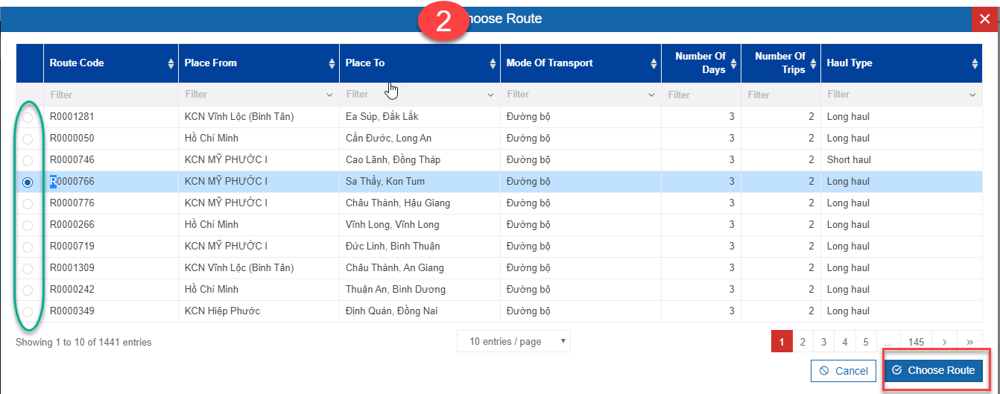 2 hoose Route
Route Code Place From Place To Mode Of Transport Number Of Days Number Of Trips Haul Type
Filter Filter Filter Filter Filter Filter Filter
R0001281 KCN Vĩnh Lộc (Bình Tân) Ea Súp, Đắk Lắk Đường bộ 3 2 Long haul
R0000050 Hồ Chí Minh Cần Đước, Long An Đường bộ 3 2 Long haul
R0000746 KCN MỸ PHƯỚC I Cao Lãnh, Đồng Tháp Đường bộ 3 2 Short haul
R0000766 KCN MỸ PHƯỚC I Sa Thầy, Kon Tum Đường bộ 3 2 Long haul
R0000776 KCN MỸ PHƯỚC I Châu Thành, Hậu Giang Đường bộ 3 2 Long haul
R0000266 Hồ Chí Minh Vĩnh Long, Vĩnh Long Đường bộ 3 2 Long haul
R0000719 KCN MỸ PHƯỚC I Đức Linh, Bình Thuận Đường bộ 3 2 Long haul
R0001309 KCN Vĩnh Lộc (Bình Tân) Châu Thành, An Giang Đường bộ 3 2 Long haul
R0000242 Hồ Chí Minh Thuận An, Bình Dương Đường bộ 3 2 Long haul
R0000349 KCN Hiệp Phước Định Quán, Đồng Nai Đường bộ 3 2 Long haul
Showing 1 to 10 of 1441 entries 10 entries / page 1 2 3 4 5 ... 145 › »
Cancel Choose Route